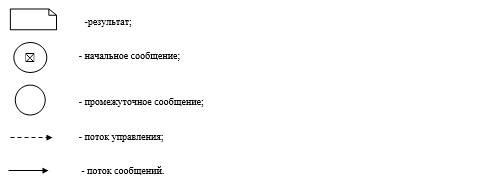 -результат;
- начальное сообщение;
- промежуточное сообщение;
- поток управления;
- поток сообщений.